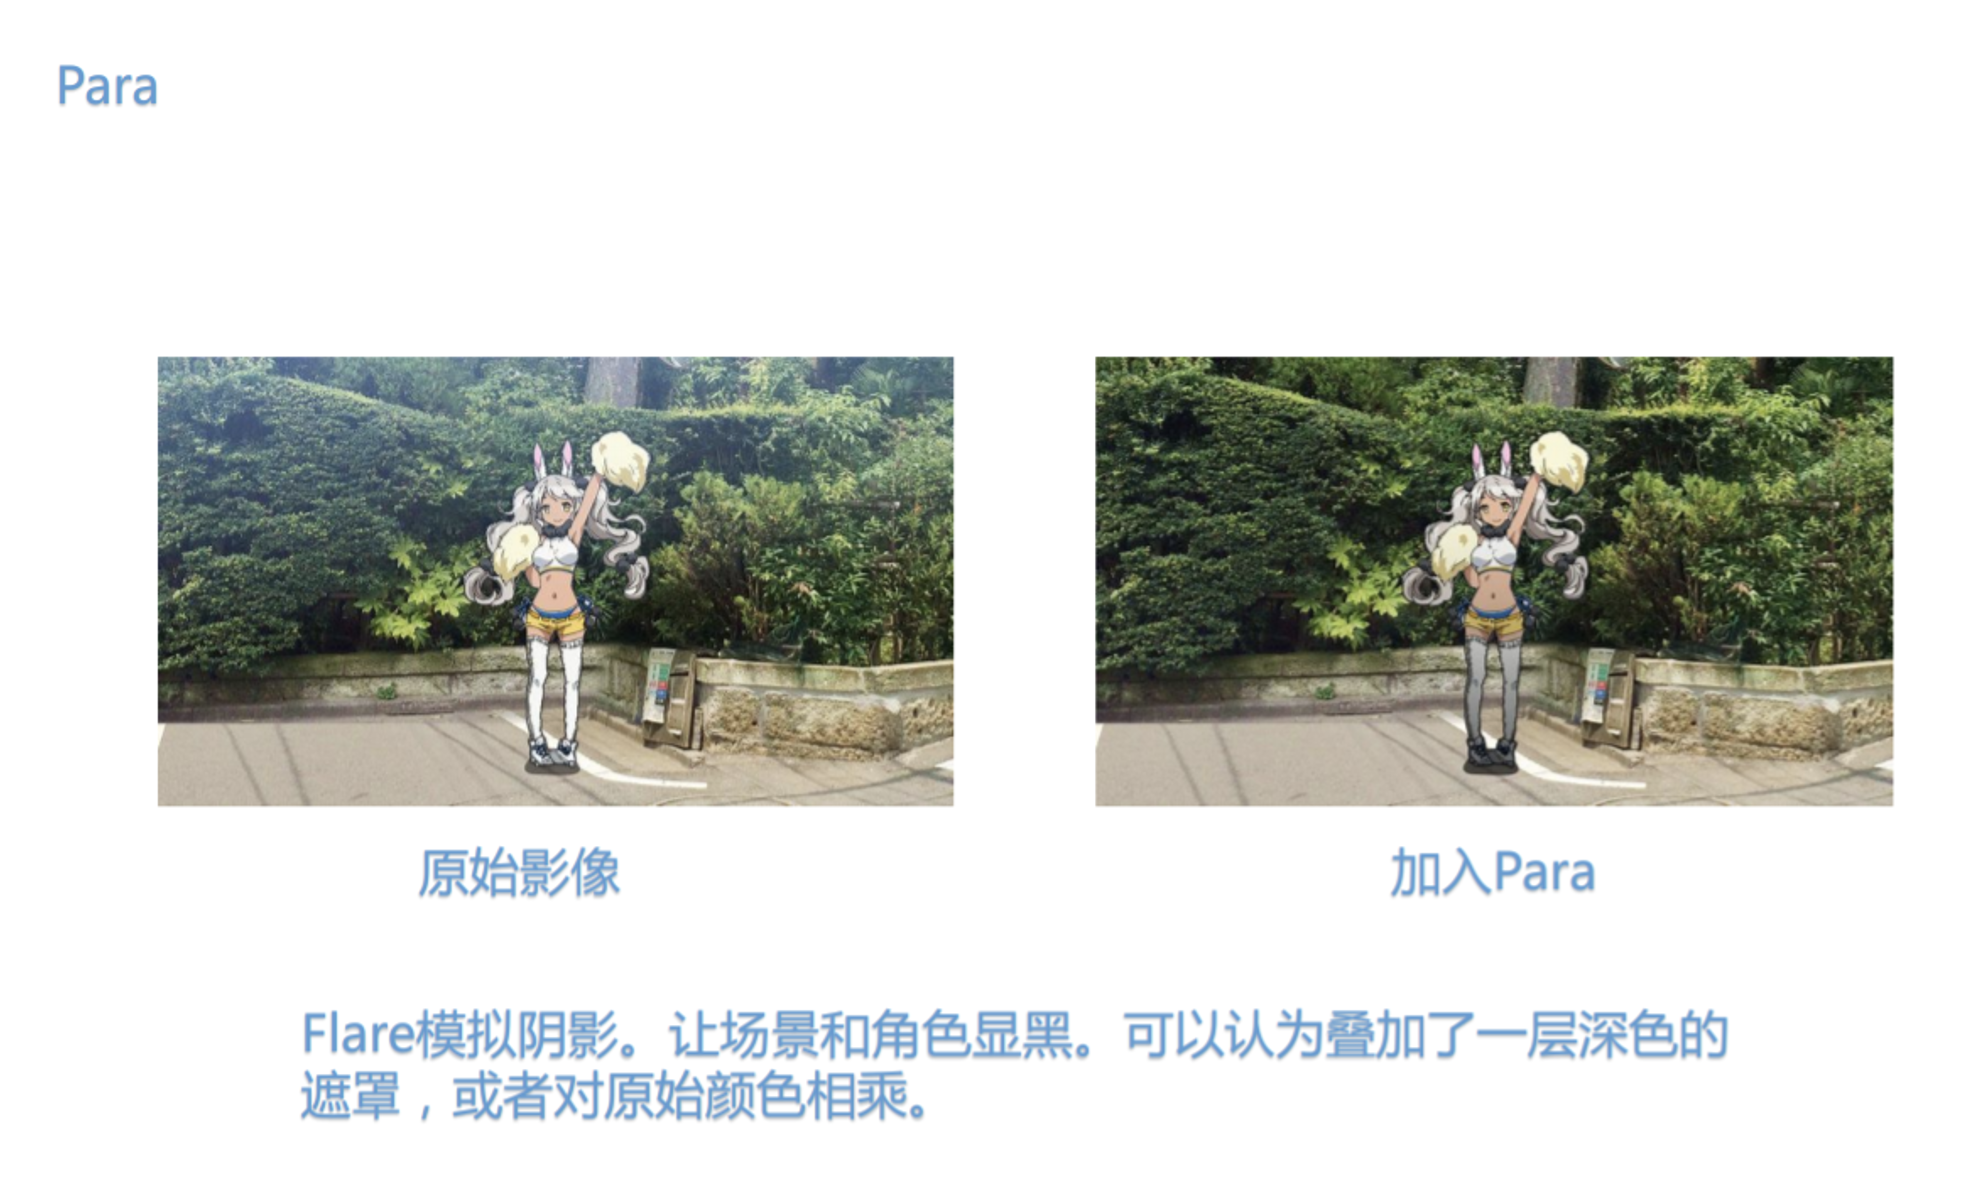 Para
原始影像
加入Para
Flare模拟阴影。让场景和角色显黑。可以认为叠加了一层深色的
遮罩，或者对原始颜色相乘。